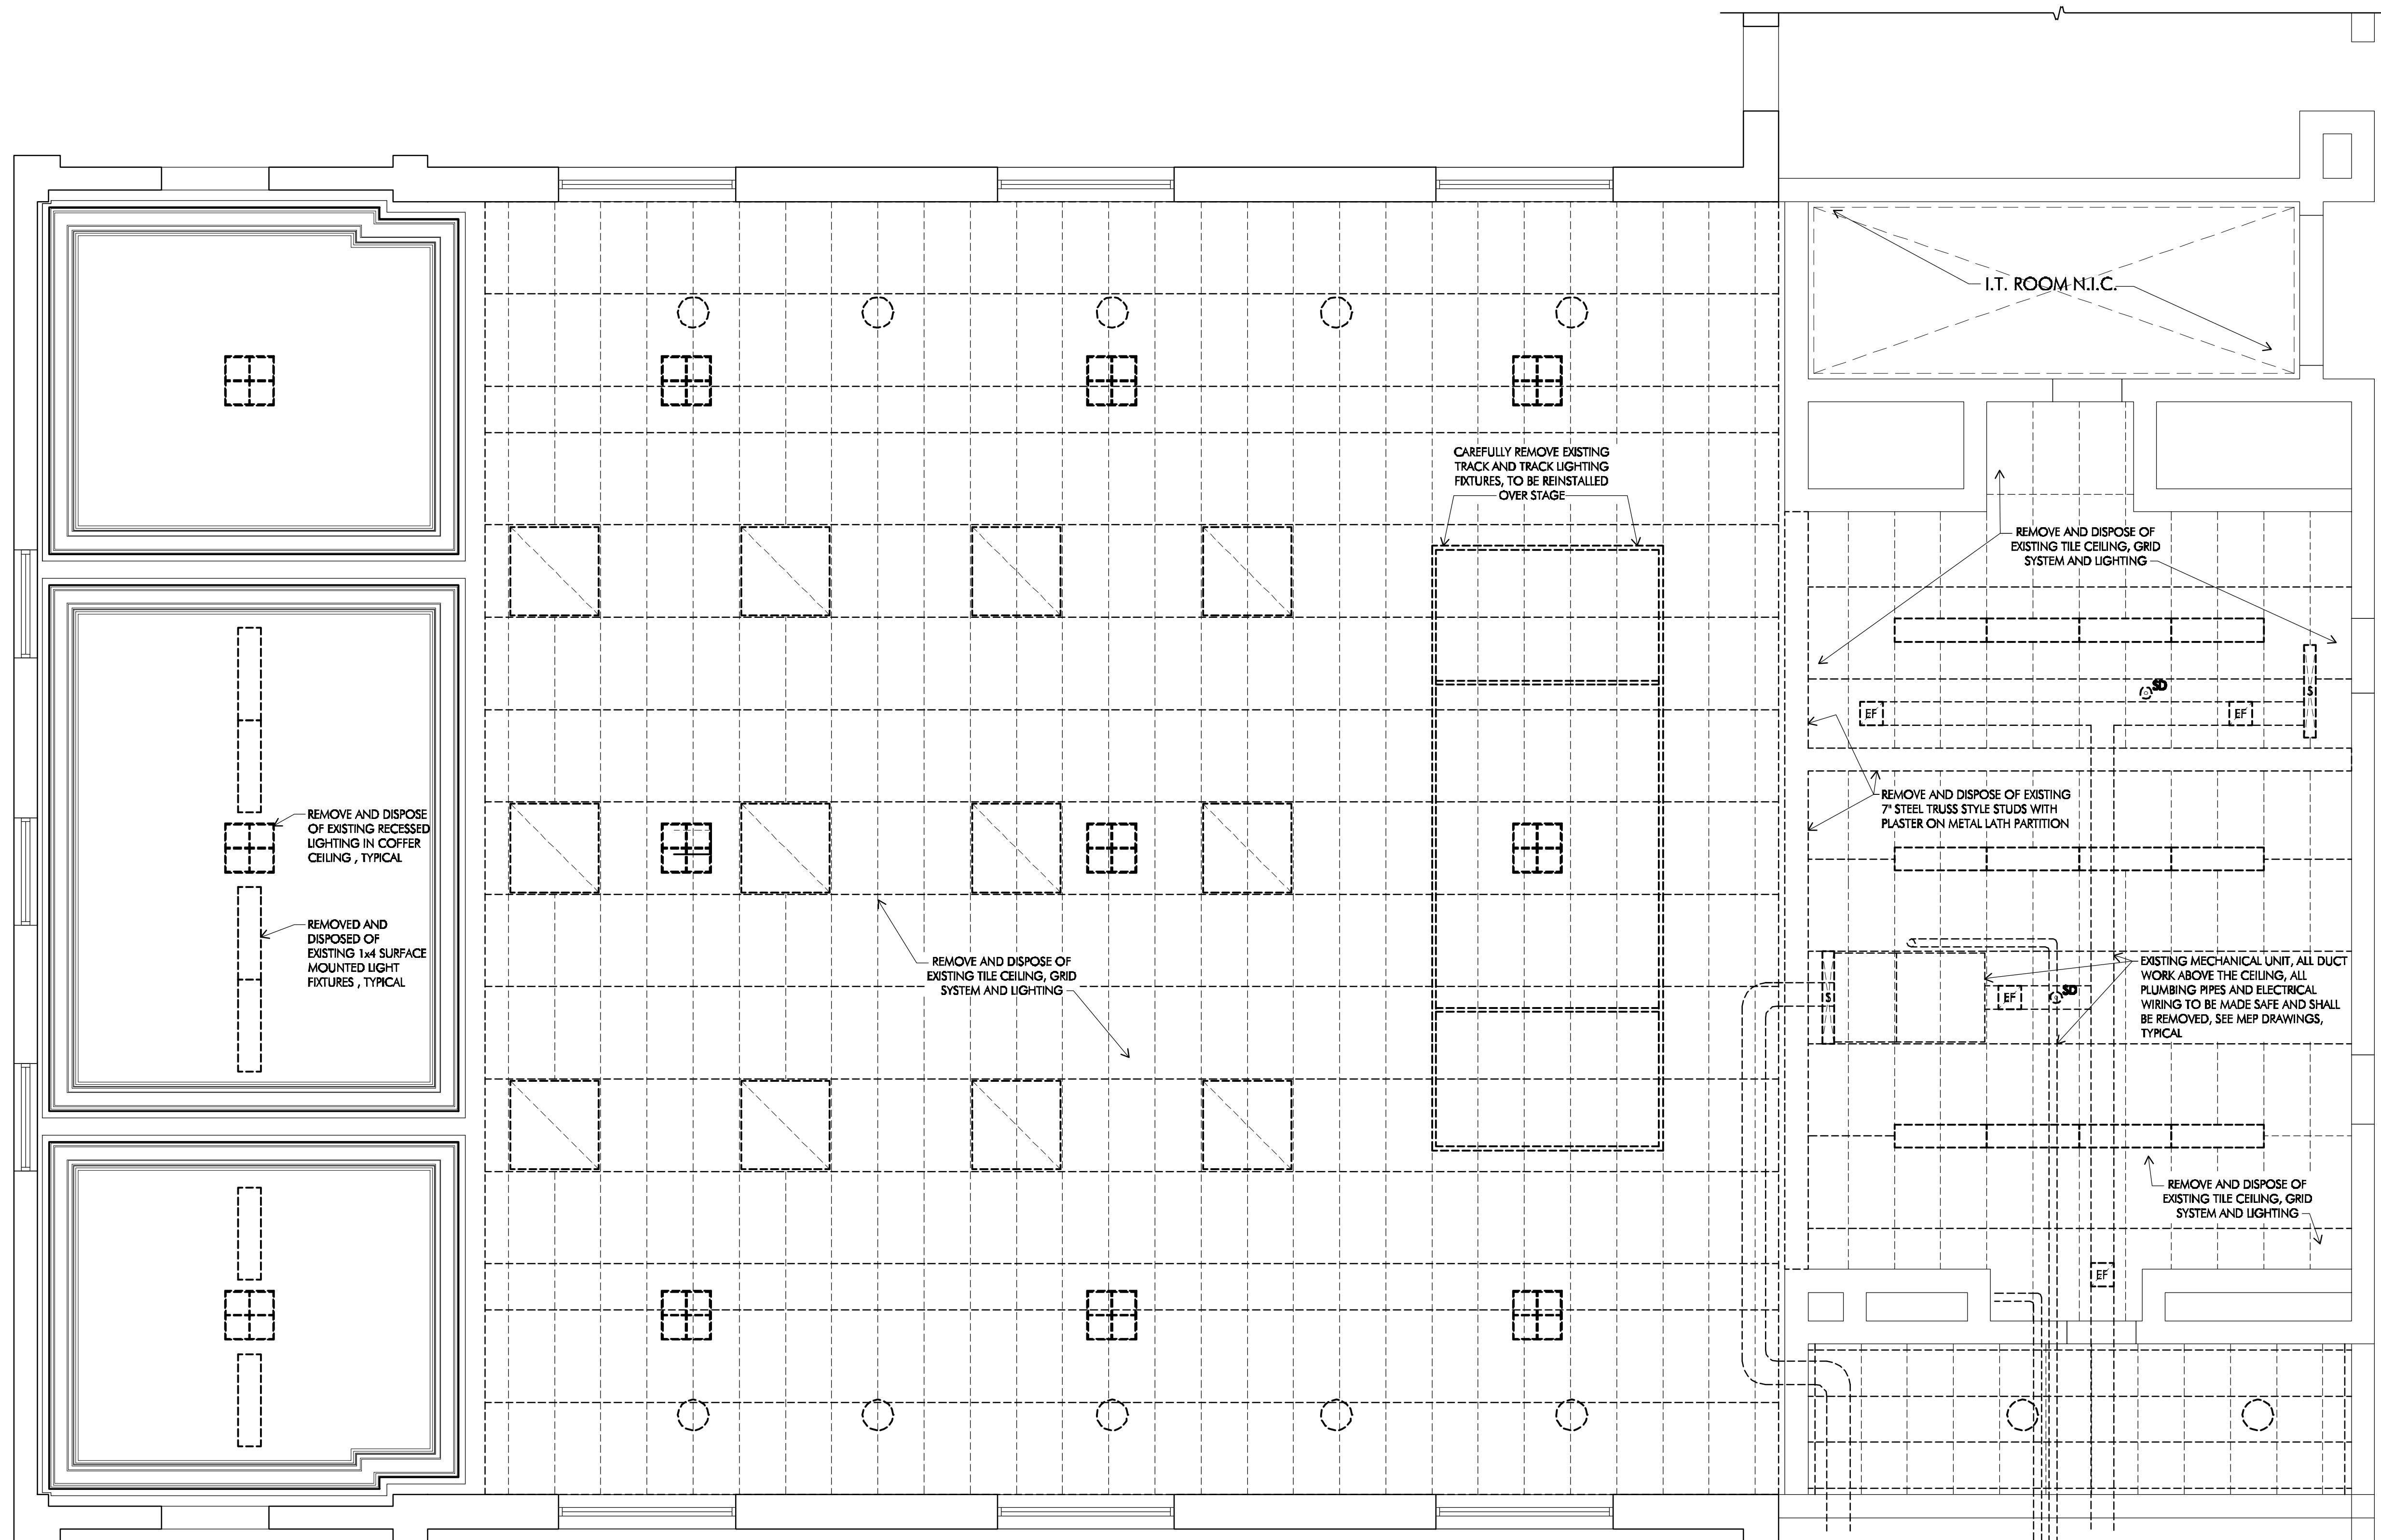 I.T. ROOM N.I.C.
CAREFULLY REMOVE EXISTING
TRACK AND TRACK LIGHTING
FIXTURES, TO BE REINSTALLED
OVER STAGE
REMOVE AND DISPOSE OF
EXISTING TILE CEILING, GRID
SYSTEM AND LIGHTING
SD
S
EF
EF
REMOVE AND DISPOSE OF EXISTING
7" STEEL TRUSS STYLE STUDS WITH
PLASTER ON METAL LATH PARTITION
REMOVE AND DISPOSE
OF EXISTING RECESSED
LIGHTING IN COFFER
CEILING , TYPICAL
REMOVED AND
DISPOSED OF
EXISTING 1x4 SURFACE
MOUNTED LIGHT
FIXTURES , TYPICAL
REMOVE AND DISPOSE OF
EXISTING TILE CEILING, GRID
SYSTEM AND LIGHTING
S
EF
SD
EXISTING MECHANICAL UNIT, ALL DUCT
WORK ABOVE THE CEILING, ALL
PLUMBING PIPES AND ELECTRICAL
WIRING TO BE MADE SAFE AND SHALL
BE REMOVED, SEE MEP DRAWINGS,
TYPICAL
REMOVE AND DISPOSE OF
EXISTING TILE CEILING, GRID
SYSTEM AND LIGHTING
EF